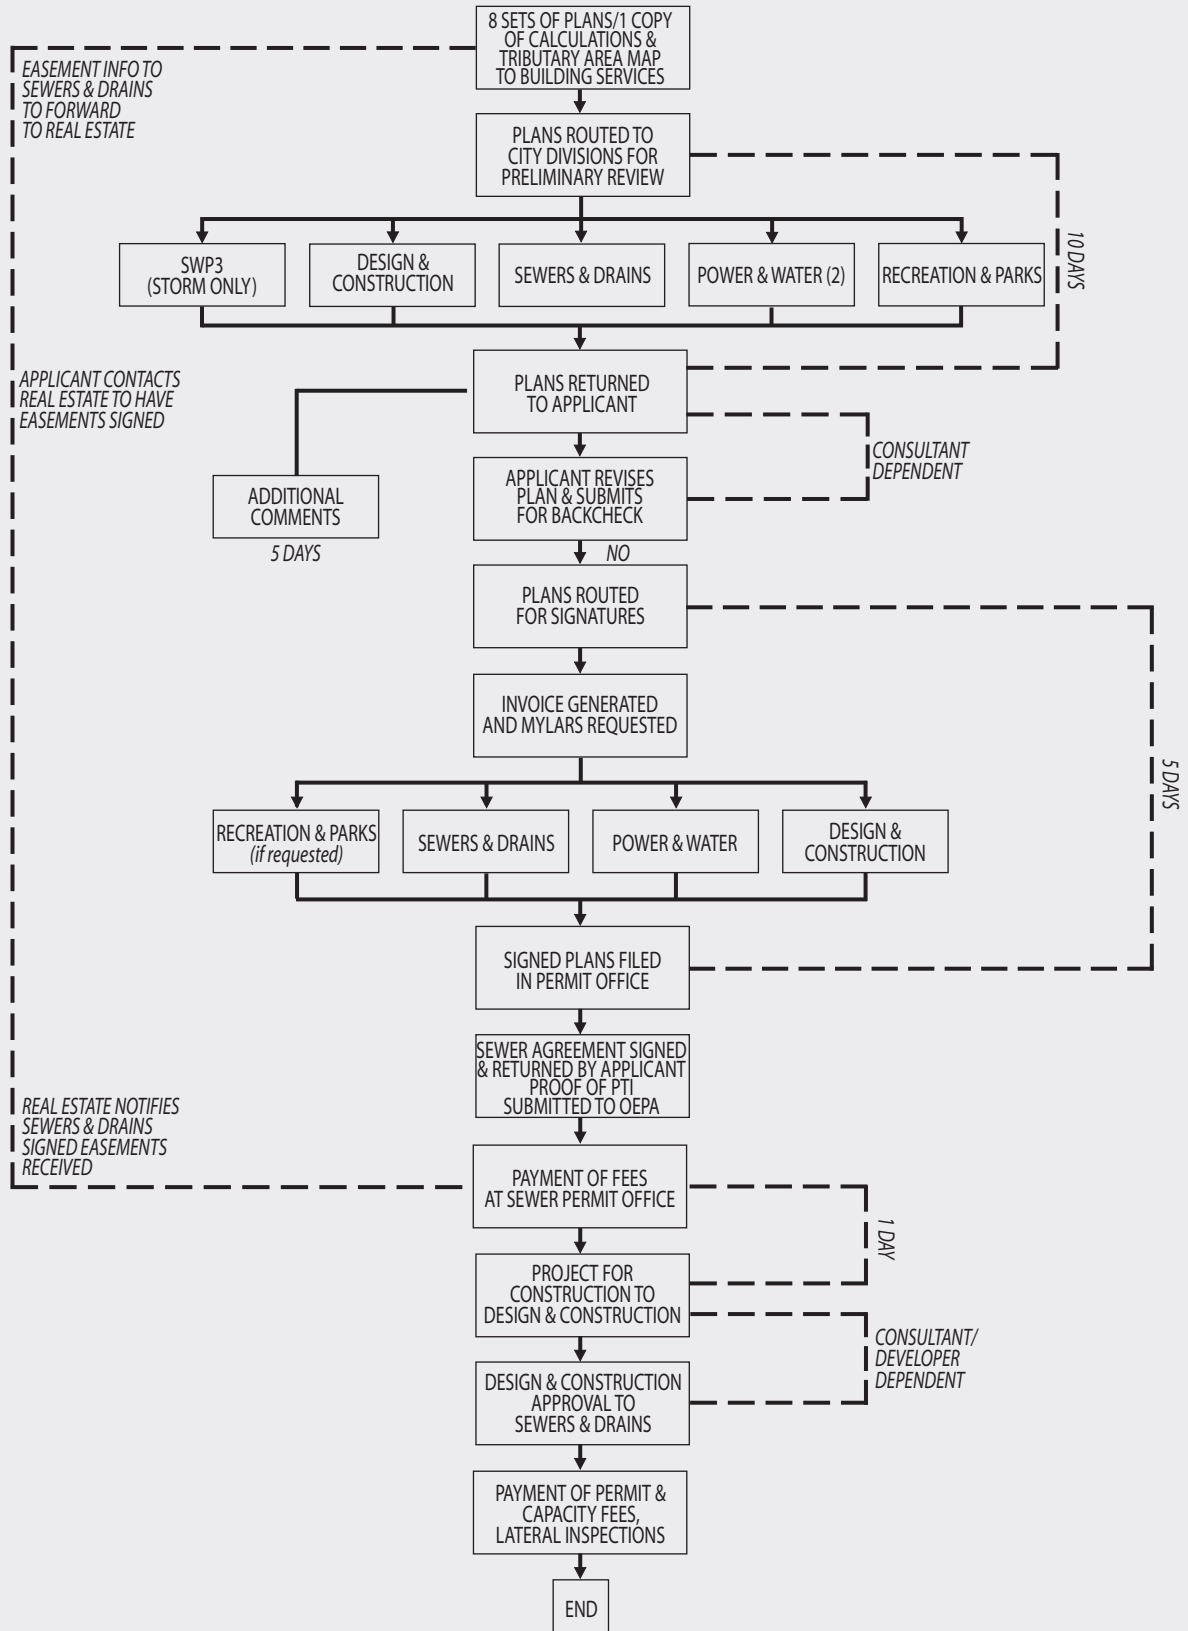 8 SETS OF PLANS/1 COPY
OF CALCULATIONS &
TRIBUTARY AREA MAP
TO BUILDING SERVICES
EASEMENT INFO TO
SEWERS & DRAINS
TO FORWARD
TO REAL ESTATE
PLANS ROUTED TO
CITY DIVISIONS FOR
PRELIMINARY REVIEW
10 DAYS
SWP3
(STORM ONLY)
DESIGN &
CONSTRUCTION
SEWERS & DRAINS
POWER & WATER (2)
RECREATION & PARKS
APPLICANT CONTACTS
REAL ESTATE TO HAVE
EASEMENTS SIGNED
PLANS RETURNED
TO APPLICANT
CONSULTANT
DEPENDENT
ADDITIONAL
COMMENTS
5 DAYS
APPLICANT REVISES
PLAN & SUBMITS
FOR BACKCHECK
NO
PLANS ROUTED
FOR SIGNATURES
INVOICE GENERATED
AND MYLARS REQUESTED
5 DAYS
RECREATION & PARKS
(if requested)
SEWERS & DRAINS
POWER & WATER
DESIGN &
CONSTRUCTION
SIGNED PLANS FILED
IN PERMIT OFFICE
SEWER AGREEMENT SIGNED
& RETURNED BY APPLICANT
PROOF OF PTI
SUBMITTED TO OEPA
REAL ESTATE NOTIFIES
SEWERS & DRAINS
SIGNED EASEMENTS
RECEIVED
PAYMENT OF FEES
AT SEWER PERMIT OFFICE
1 DAY
PROJECT FOR
CONSTRUCTION TO
DESIGN & CONSTRUCTION
CONSULTANT/
DEVELOPER
DEPENDENT
DESIGN & CONSTRUCTION
APPROVAL TO
SEWERS & DRAINS
PAYMENT OF PERMIT &
CAPACITY FEES,
LATERAL INSPECTIONS
END